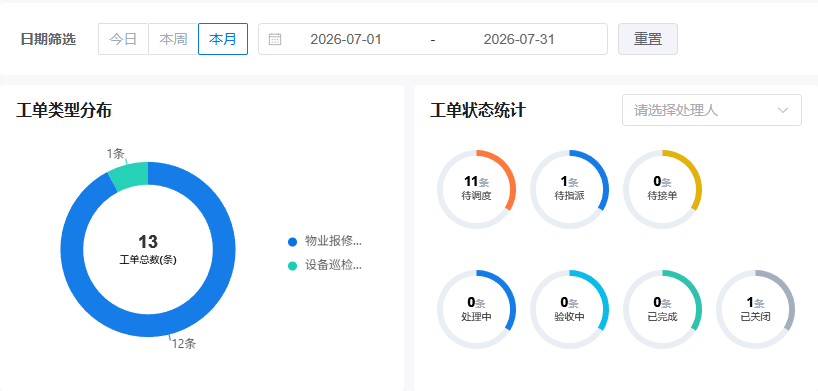 日期筛选 今日 本周 本月 2026-07-01 - 2026-07-31 重置
工单类型分布
1条
13
工单总数(条)
12条
物业报修...
设备巡检...
工单状态统计 请选择处理人
11条 1条 0条
待调度 待指派 待接单
0条 0条 0条 1条
处理中 验收中 已完成 已关闭